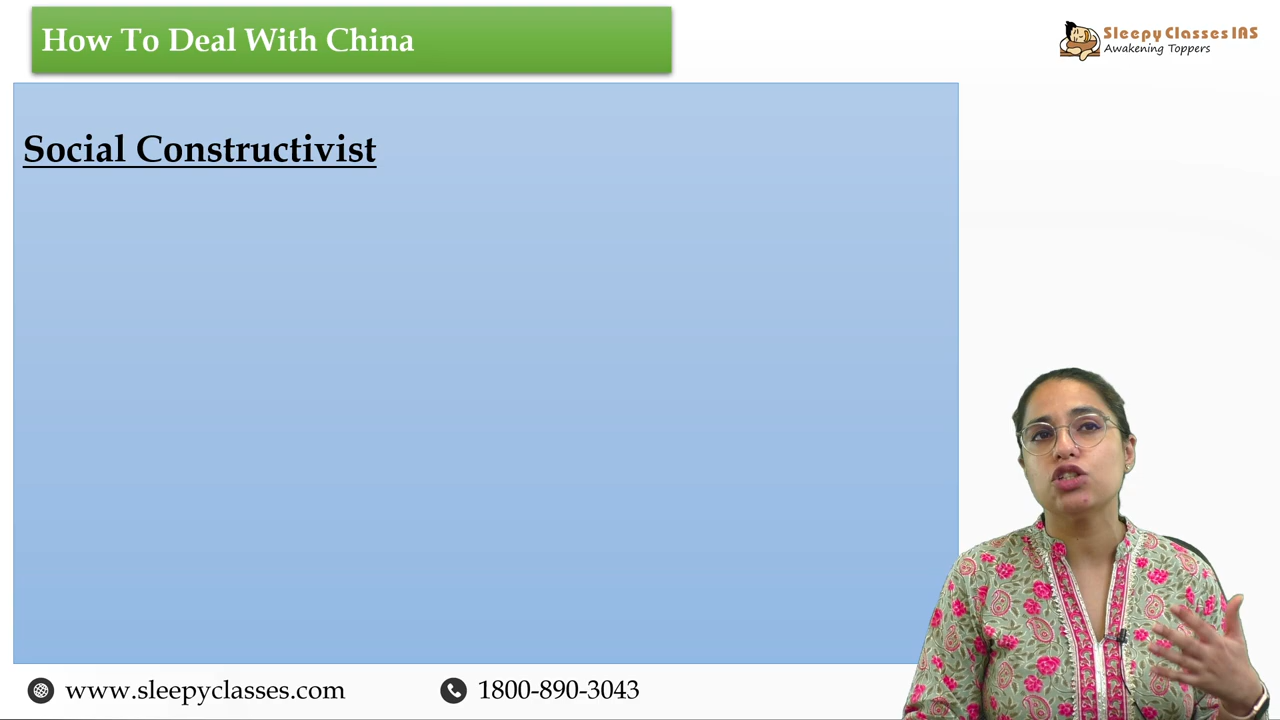 How To Deal With China
Sleepy Classes IAS
Awakening Toppers
Social Constructivist
www.sleepyclasses.com
1800-890-3043